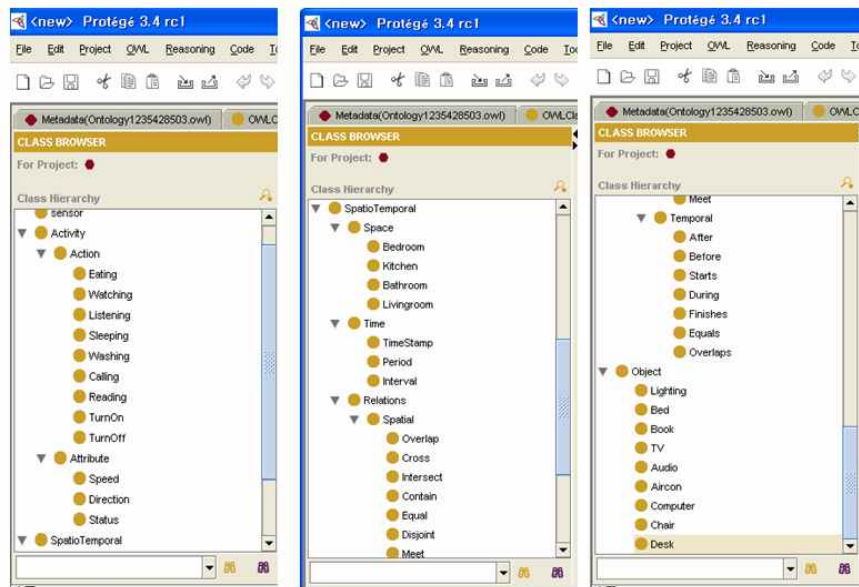 <new> Protégé 3.4 rc1
File Edit Project OWL Reasoning Code
Metadata(Ontology1235428503.owl)
CLASS BROWSER
For Project:
Class Hierarchy
sensor
Activity
Action
Eating
Watching
Listening
Sleeping
Washing
Calling
Reading
TurnOn
TurnOff
Attribute
Speed
Direction
Status
SpatioTemporal
<new> Protégé 3.4 rc1
File Edit Project OWL Reasoning Code
Metadata(Ontology1235428503.owl)
CLASS BROWSER
For Project:
Class Hierarchy
SpatioTemporal
Space
Bedroom
Kitchen
Bathroom
Livingroom
Time
TimeStamp
Period
Interval
Relations
Spatial
Overlap
Cross
Intersect
Contain
Equal
Disjoint
Meet
<new> Protégé 3.4 rc1
File Edit Project OWL Reasoning Code
Metadata(Ontology1235428503.owl)
CLASS BROWSER
For Project:
Class Hierarchy
Meet
Temporal
After
Before
Starts
During
Finishes
Equals
Overlaps
Object
Lighting
Bed
Book
TV
Audio
Aircon
Computer
Chair
Desk